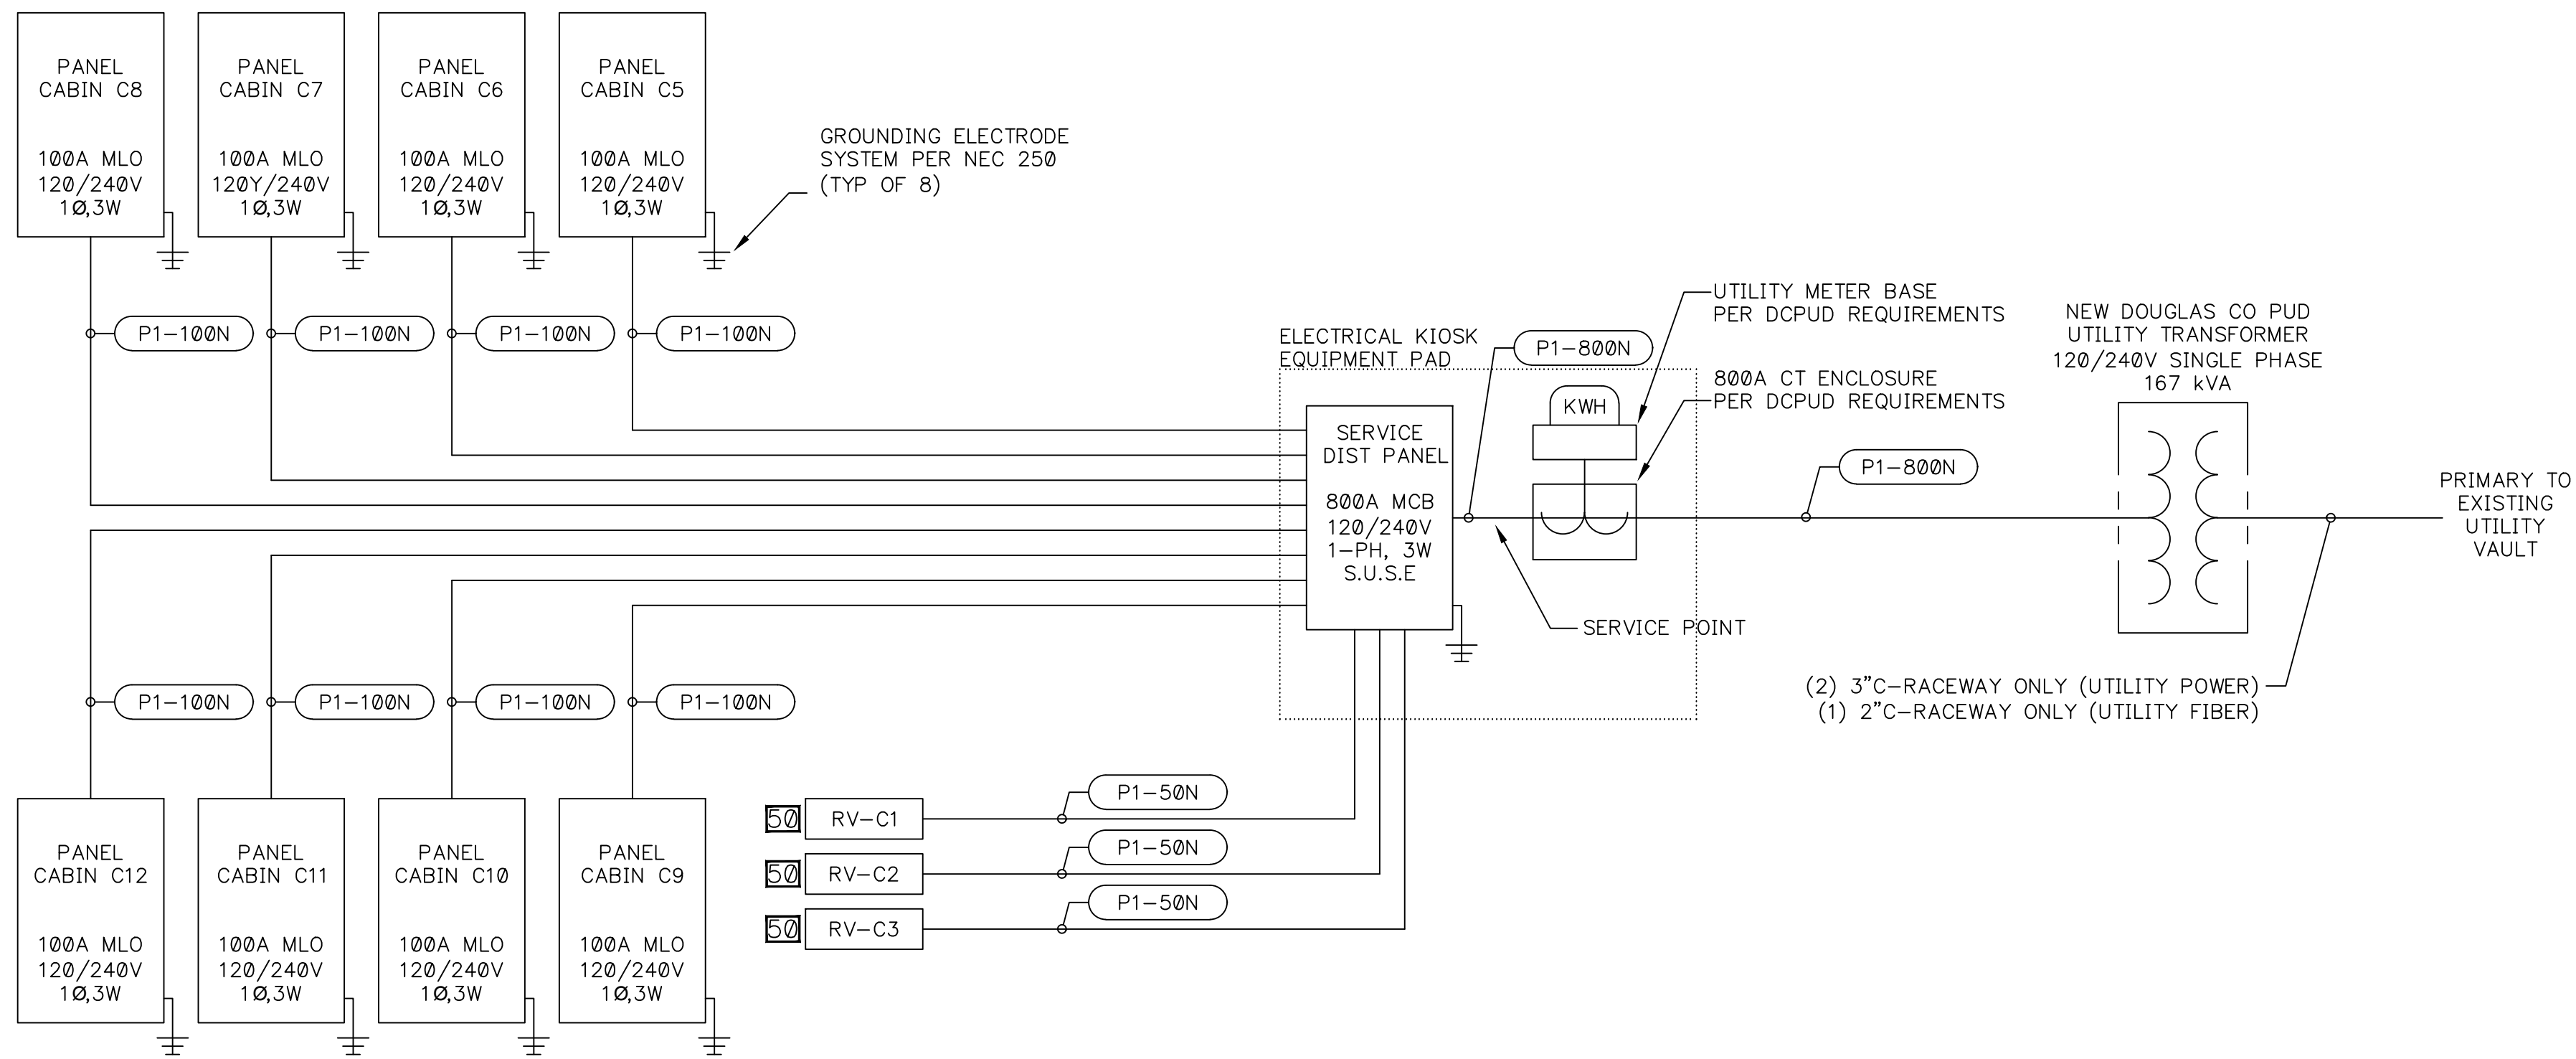 PANEL
CABIN C8
100A MLO
120/240V
1Ø,3W
PANEL
CABIN C7
100A MLO
120Y/240V
1Ø,3W
PANEL
CABIN C6
100A MLO
120/240V
1Ø,3W
PANEL
CABIN C5
100A MLO
120/240V
1Ø,3W
GROUNDING ELECTRODE
SYSTEM PER NEC 250
(TYP OF 8)
P1-100N
P1-100N
P1-100N
P1-100N
ELECTRICAL KIOSK
EQUIPMENT PAD
P1-800N
UTILITY METER BASE
PER DCPUD REQUIREMENTS
800A CT ENCLOSURE
PER DCPUD REQUIREMENTS
NEW DOUGLAS CO PUD
UTILITY TRANSFORMER
120/240V SINGLE PHASE
167 kVA
KWH
SERVICE
DIST PANEL
800A MCB
120/240V
1-PH, 3W
S.U.S.E
P1-800N
PRIMARY TO
EXISTING
UTILITY
VAULT
SERVICE POINT
(2) 3"C-RACEWAY ONLY (UTILITY POWER)
(1) 2"C-RACEWAY ONLY (UTILITY FIBER)
P1-100N
P1-100N
P1-100N
P1-100N
PANEL
CABIN C12
100A MLO
120/240V
1Ø,3W
PANEL
CABIN C11
100A MLO
120/240V
1Ø,3W
PANEL
CABIN C10
100A MLO
120/240V
1Ø,3W
PANEL
CABIN C9
100A MLO
120/240V
1Ø,3W
50 RV-C1
P1-50N
50 RV-C2
P1-50N
50 RV-C3
P1-50N